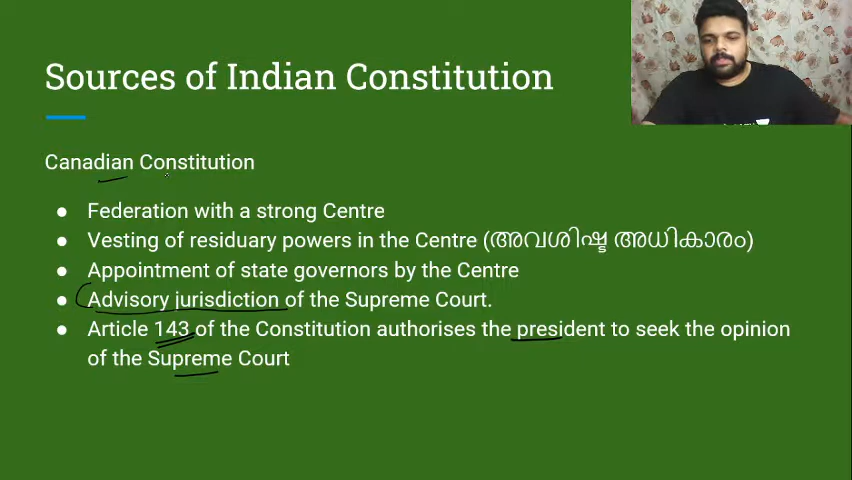 Sources of Indian Constitution
Canadian Constitution
● Federation with a strong Centre
● Vesting of residuary powers in the Centre (അവശിഷ്ട അധികാരം)
● Appointment of state governors by the Centre
● Advisory jurisdiction of the Supreme Court.
● Article 143 of the Constitution authorises the president to seek the opinion
of the Supreme Court